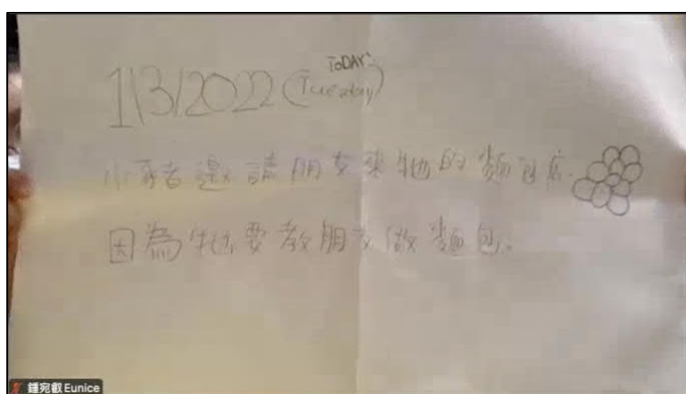 ToDAY:
1/3/2022 (Tuesday)
小豬邀請朋友來牠的麵包店.
因為牠要教朋友做麵包。
鍾宛叡 Eunice